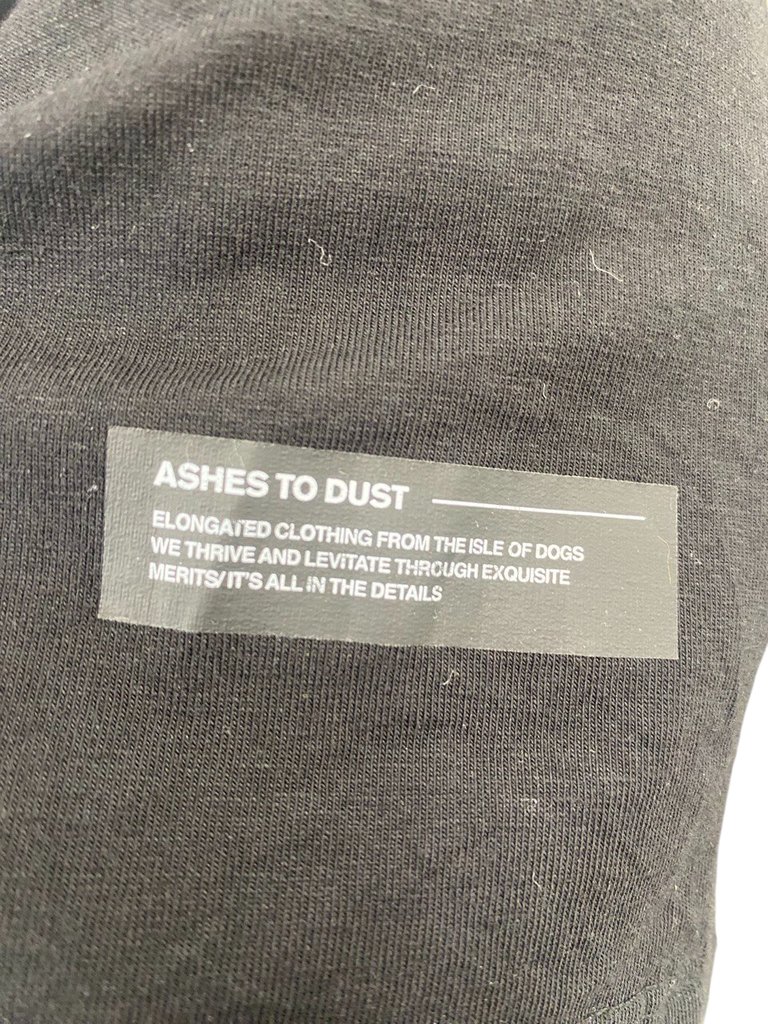 ASHES TO DUST
ELONGATED CLOTHING FROM THE ISLE OF DOGS
WE THRIVE AND LEVITATE THROUGH EXQUISITE
MERITS/IT'S ALL IN THE DETAILS